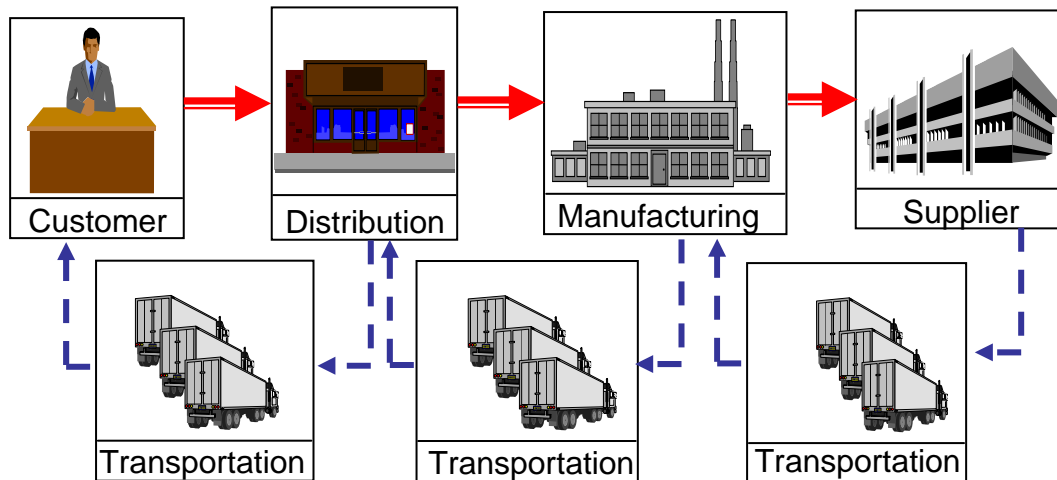 Customer
Distribution
Manufacturing
Supplier
Transportation
Transportation
Transportation